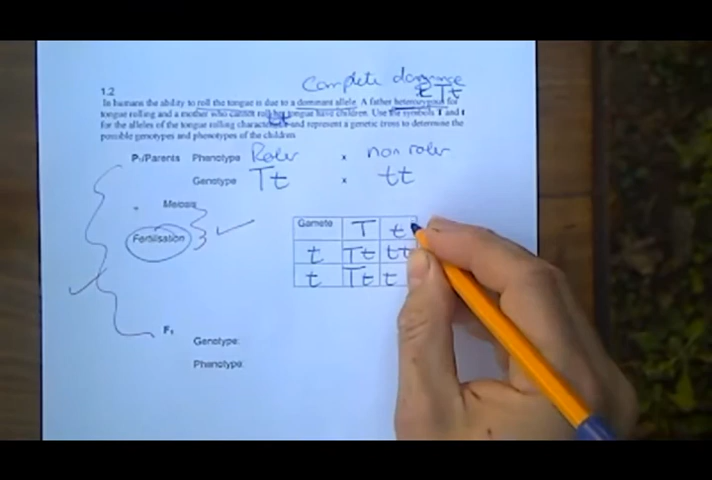 Complete dominance
1.2
t Tt
In humans the ability to roll the tongue is due to a dominant allele. A father heterozygous for
tongue rolling and a mother who cannot roll her tongue have children. Use the symbols T and t
for the alleles of the tongue rolling characteristic and represent a genetic cross to determine the
possible genotypes and phenotypes of the children
P₁/Parents Phenotype Roler x non roler
Genotype Tt x tt
Meiosis
Gamete T t
Fertilisation t Tt tt
t Tt t
F₁
Genotype:
Phenotype: